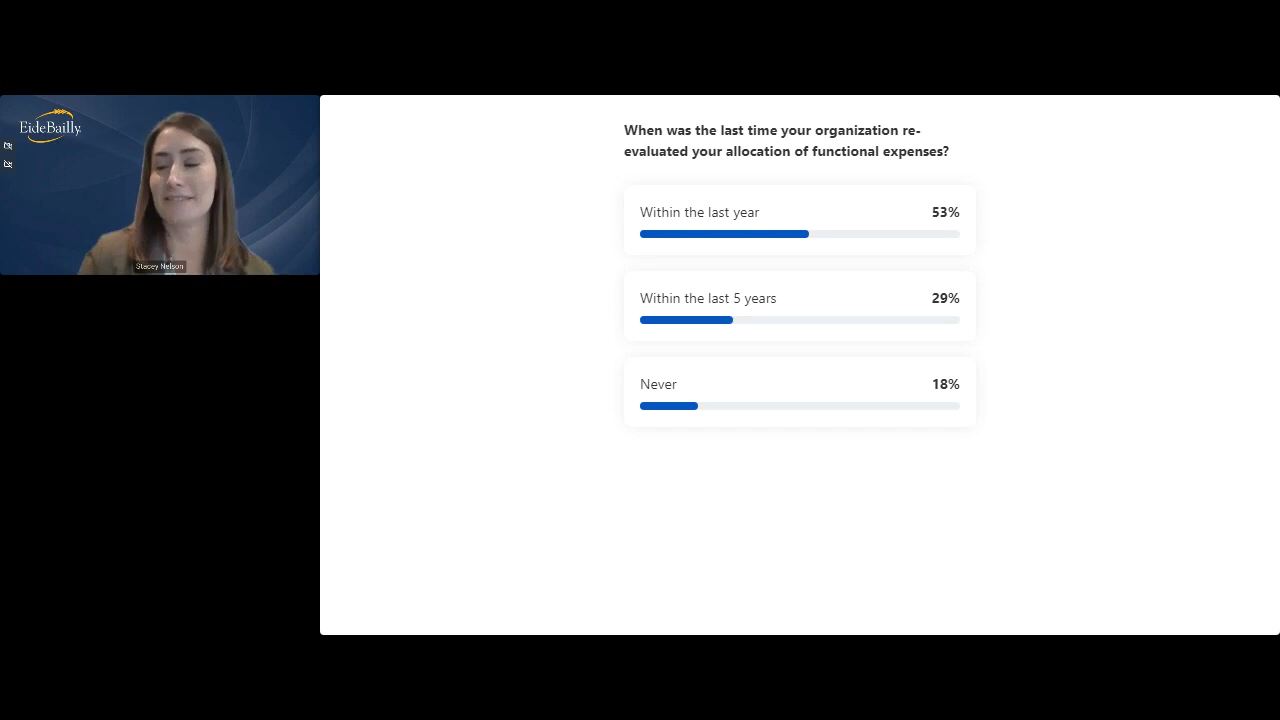 EideBailly
Stacey Nelson
When was the last time your organization re-
evaluated your allocation of functional expenses?
Within the last year 53%
Within the last 5 years 29%
Never 18%